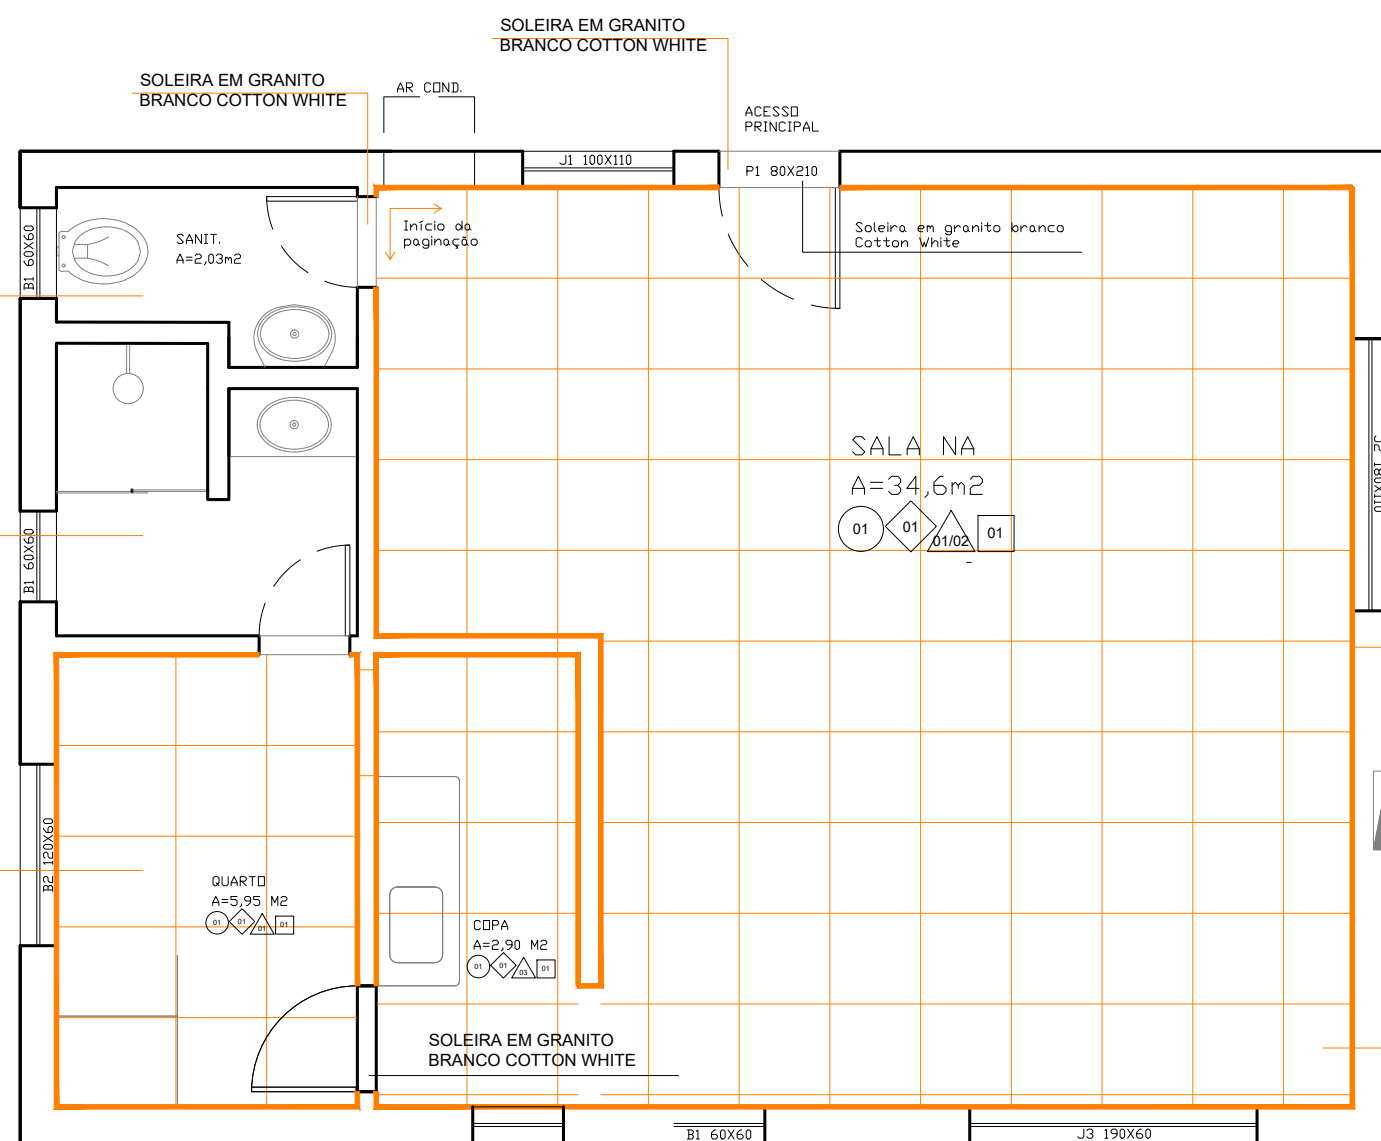 SOLEIRA EM GRANITO
BRANCO COTTON WHITE
SOLEIRA EM GRANITO
BRANCO COTTON WHITE
AR COND.
ACESSO
PRINCIPAL
J1 100X110
P1 80X210
B1 60X60
SANIT.
A=2,03m2
Início da
paginação
Soleira em granito branco
Cotton White
SALA NA
A=34,6m2
01
01
01/02
01
-
J2 180X110
B1 60X60
B2 120X60
QUARTO
A=5,95 M2
01
01
01
01
COPA
A=2,90 M2
01
01
03
01
SOLEIRA EM GRANITO
BRANCO COTTON WHITE
B1 60X60
J3 190X60